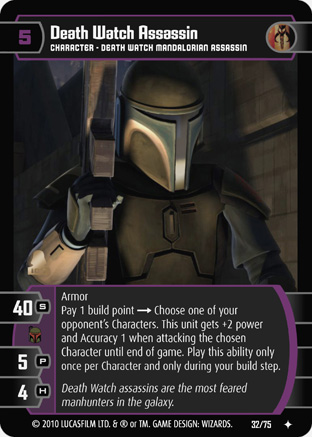 5
Death Watch Assassin
CHARACTER - DEATH WATCH MANDALORIAN ASSASSIN
40 S
5 P
4 H
Armor
Pay 1 build point → Choose one of your
opponent's Characters. This unit gets +2 power
and Accuracy 1 when attacking the chosen
Character until end of game. Play this ability only
once per Character and only during your build step.
Death Watch assassins are the most feared
manhunters in the galaxy.
© 2010 LUCASFILM LTD. & ® or TM. GAME DESIGN: WIZARDS. 32/75